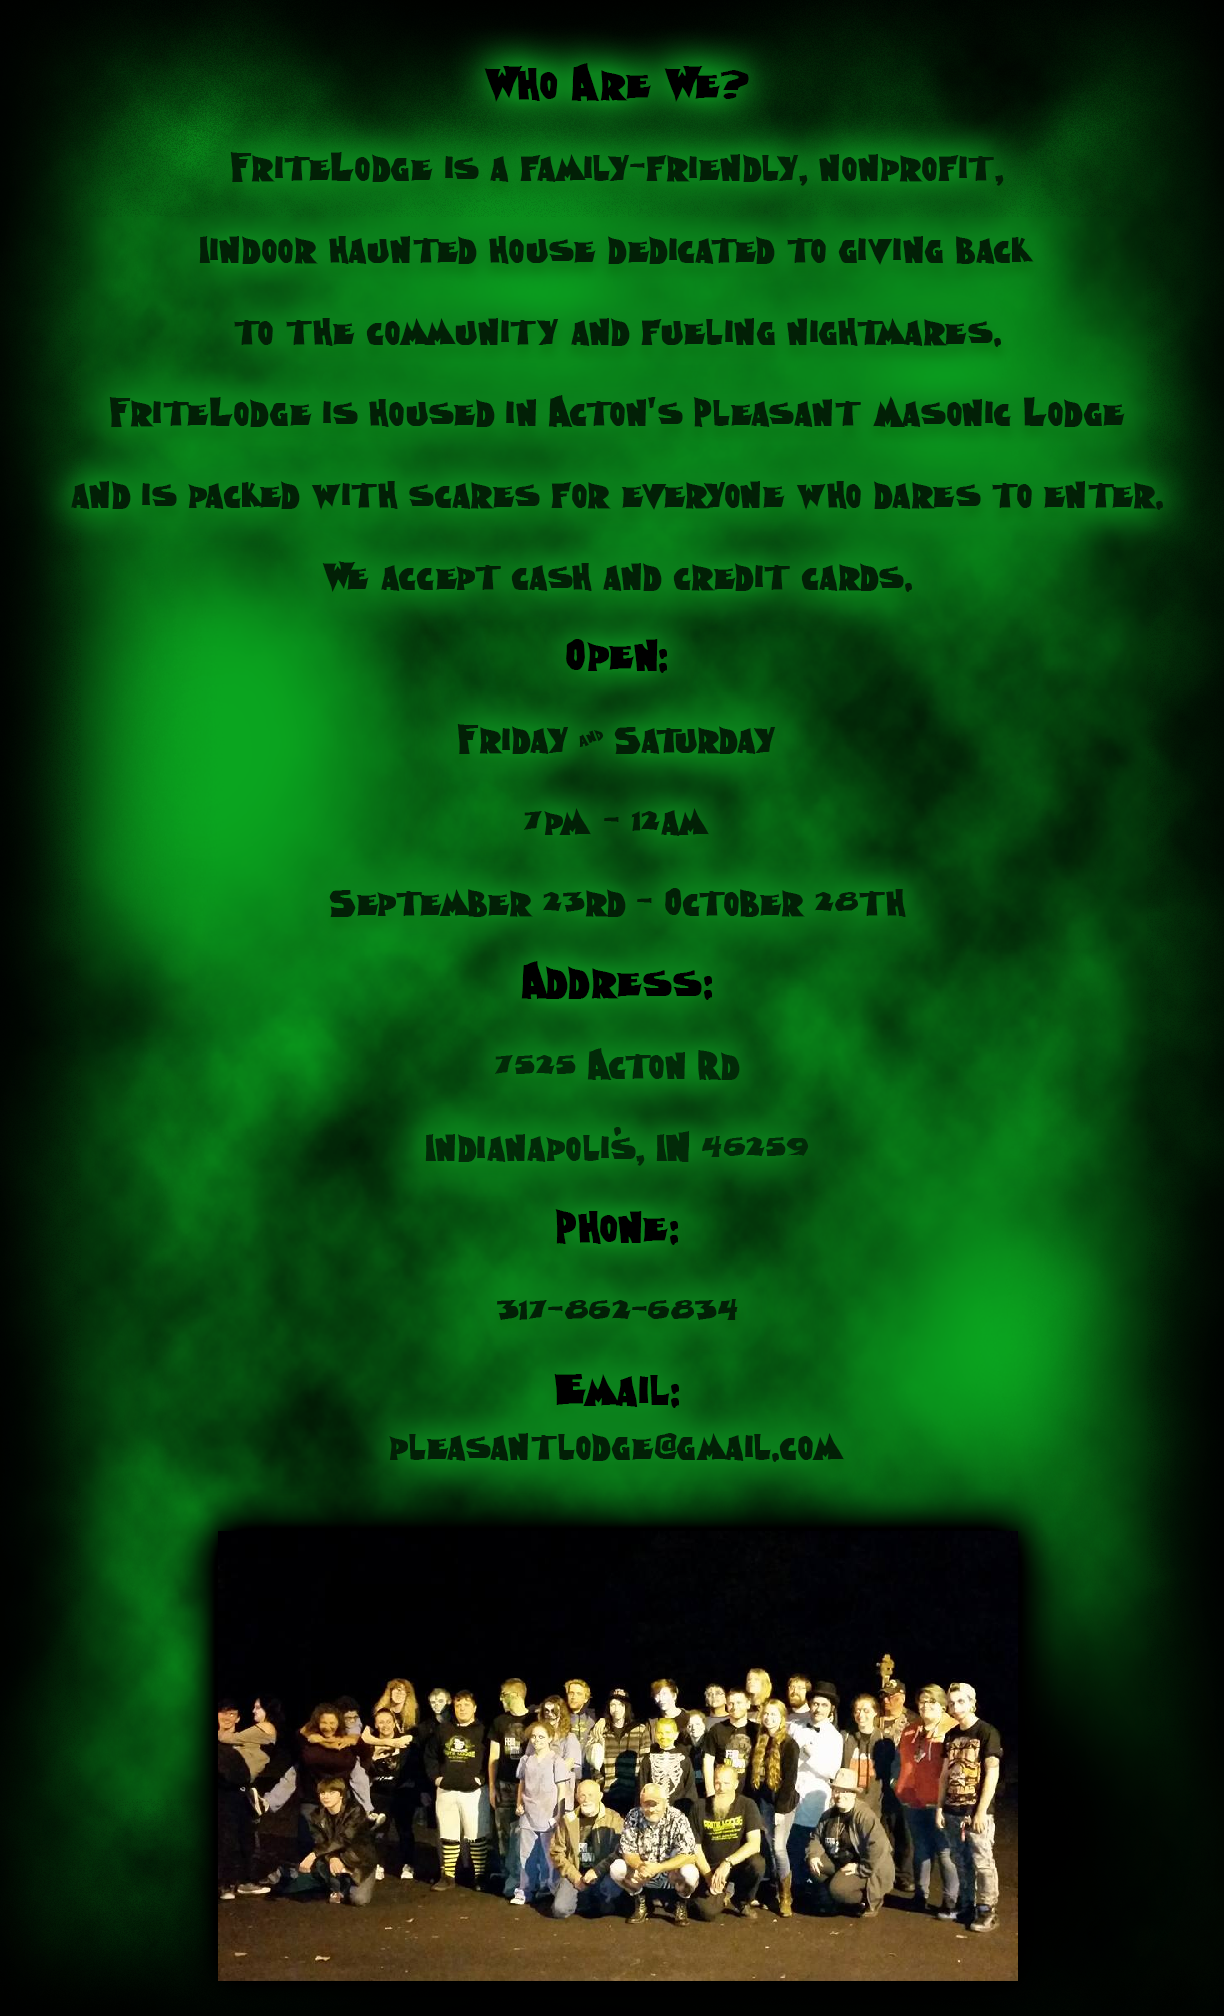 Who Are We?
FriteLodge is a family-friendly, nonprofit,
Iindoor haunted house dedicated to giving back
to the community and fueling nightmares.
FriteLodge is housed in Acton's Pleasant Masonic Lodge
and is packed with scares for everyone who dares to enter.
We accept cash and credit cards.
Open:
Friday and Saturday
7pm - 12am
September 23rd - October 28th
Address:
7525 Acton Rd
Indianapolis, IN 46259
Phone:
317-862-6834
Email:
pleasantlodge@gmail.com